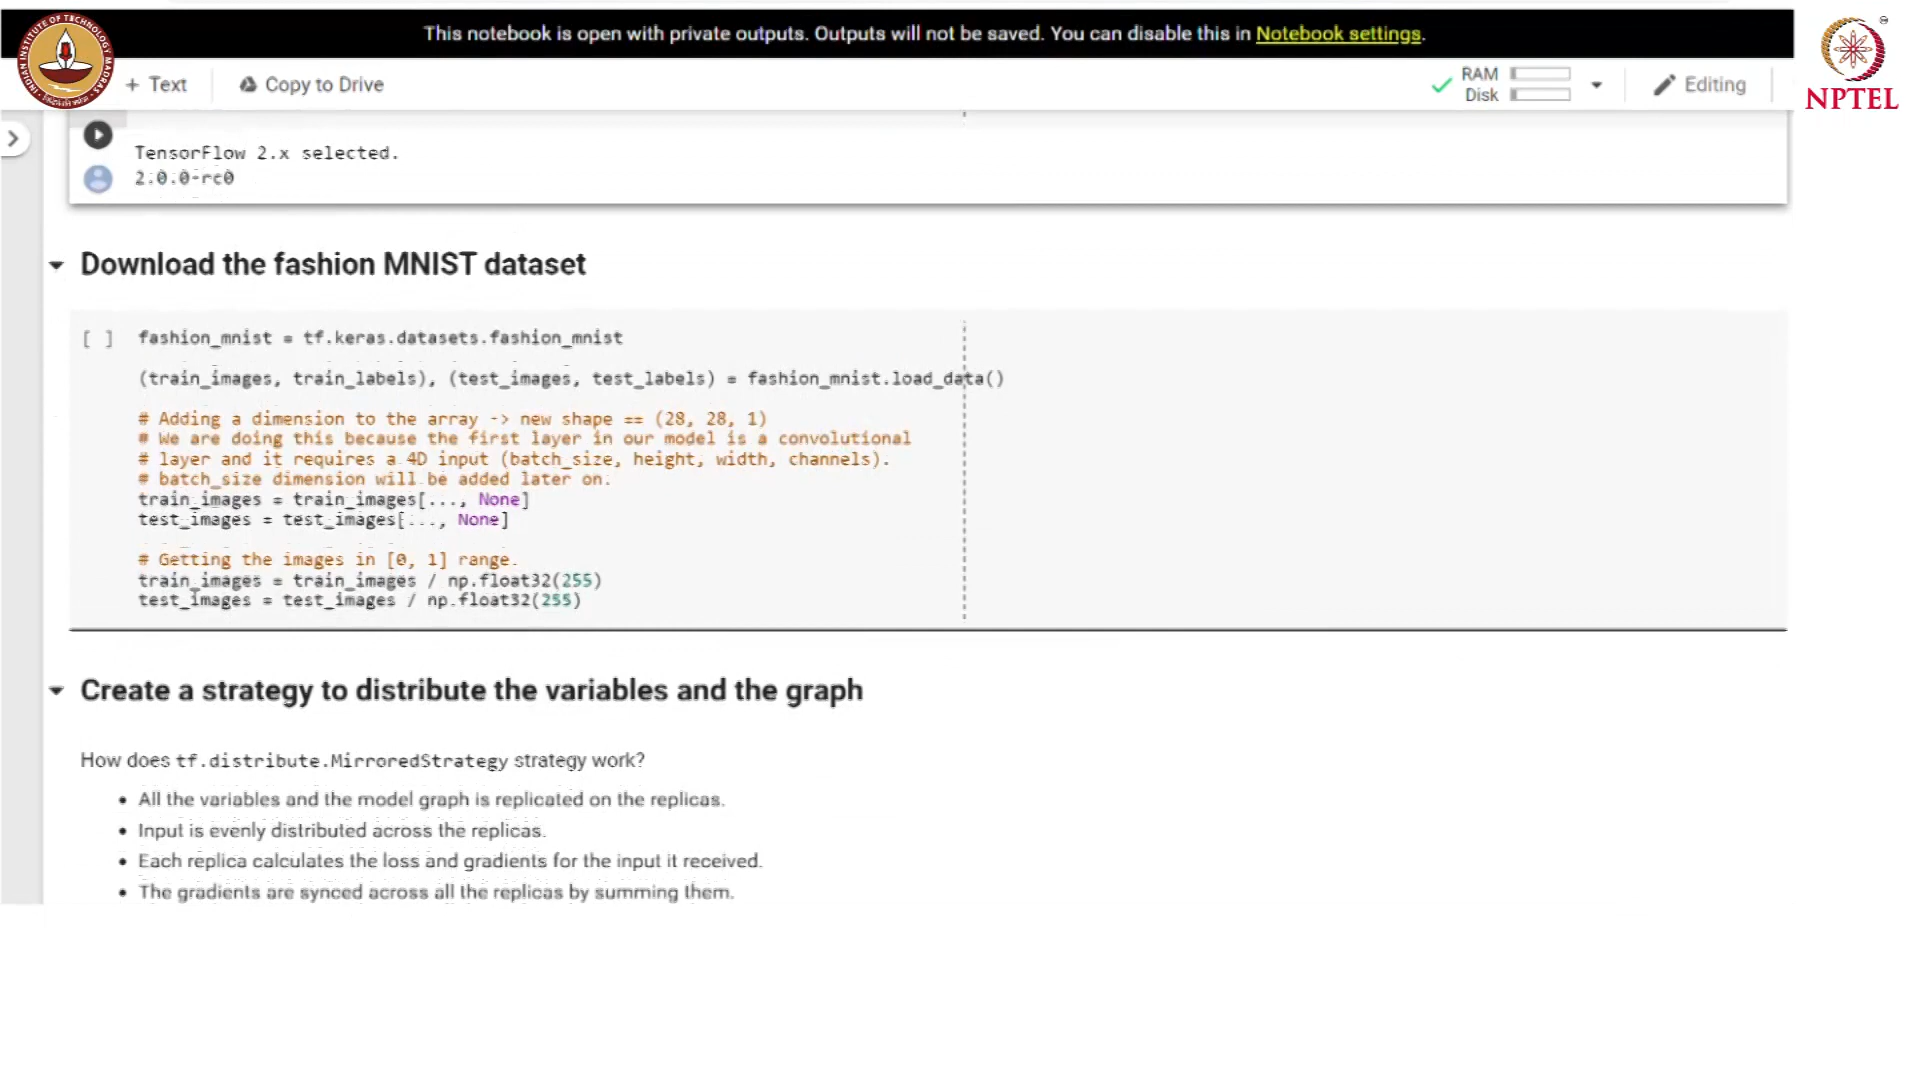 This notebook is open with private outputs. Outputs will not be saved. You can disable this in Notebook settings.
INDIAN INSTITUTE OF TECHNOLOGY MADRAS
+ Text
Copy to Drive
RAM
Disk
Editing
NPTEL
TensorFlow 2.x selected.
2.0.0-rc0
Download the fashion MNIST dataset
[ ] fashion_mnist = tf.keras.datasets.fashion_mnist
(train_images, train_labels), (test_images, test_labels) = fashion_mnist.load_data()
# Adding a dimension to the array -> new shape == (28, 28, 1)
# We are doing this because the first layer in our model is a convolutional
# layer and it requires a 4D input (batch_size, height, width, channels).
# batch_size dimension will be added later on.
train_images = train_images[..., None]
test_images = test_images[..., None]
# Getting the images in [0, 1] range.
train_images = train_images / np.float32(255)
test_images = test_images / np.float32(255)
Create a strategy to distribute the variables and the graph
How does tf.distribute.MirroredStrategy strategy work?
• All the variables and the model graph is replicated on the replicas.
• Input is evenly distributed across the replicas.
• Each replica calculates the loss and gradients for the input it received.
• The gradients are synced across all the replicas by summing them.